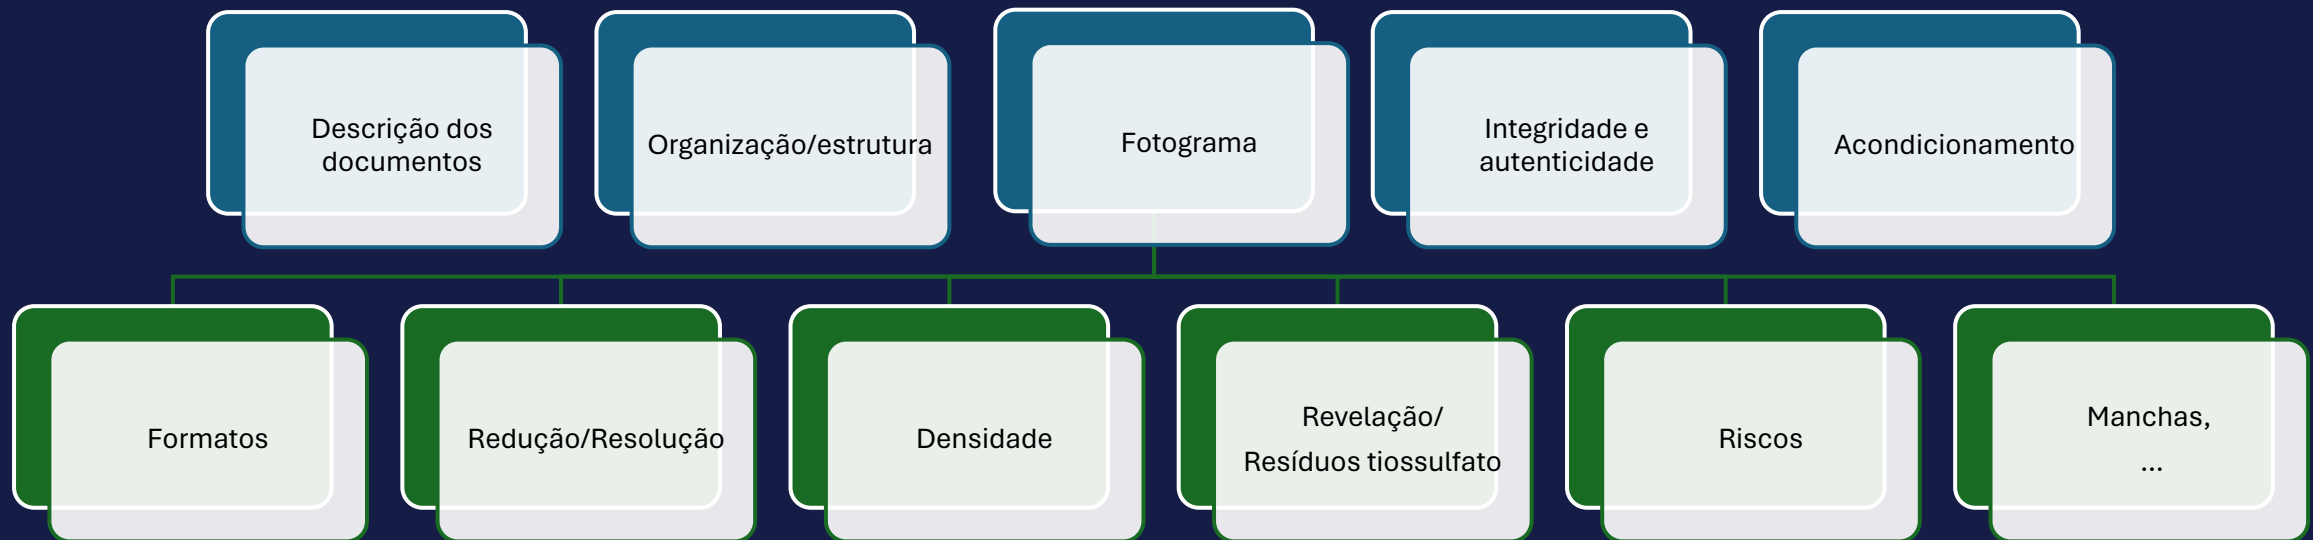 Descrição dos
documentos
Organização/estrutura
Fotograma
Integridade e
autenticidade
Acondicionamento
Formatos
Redução/Resolução
Densidade
Revelação/
Resíduos tiossulfato
Riscos
Manchas,
...